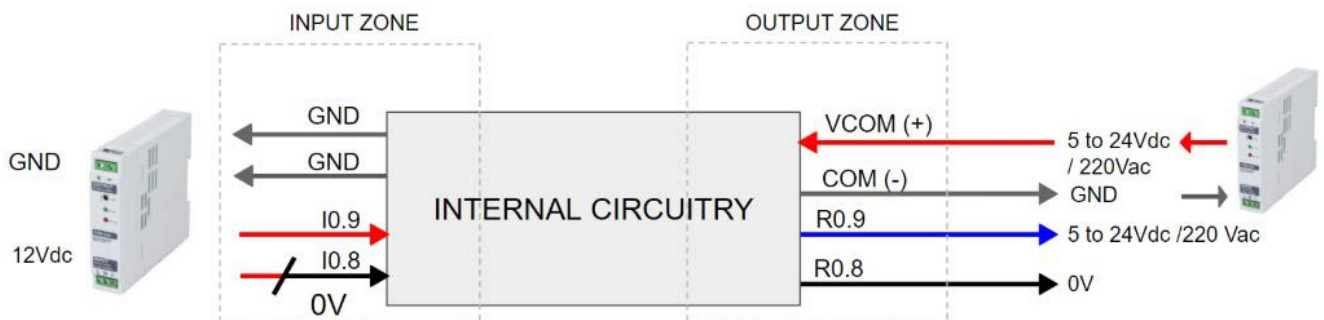 INPUT ZONE
OUTPUT ZONE
GND
VCOM (+)
5 to 24Vdc
/ 220Vac
GND
GND
COM (-)
GND
INTERNAL CIRCUITRY
I0.9
R0.9
5 to 24Vdc /220 Vac
12Vdc
I0.8
R0.8
0V
0V